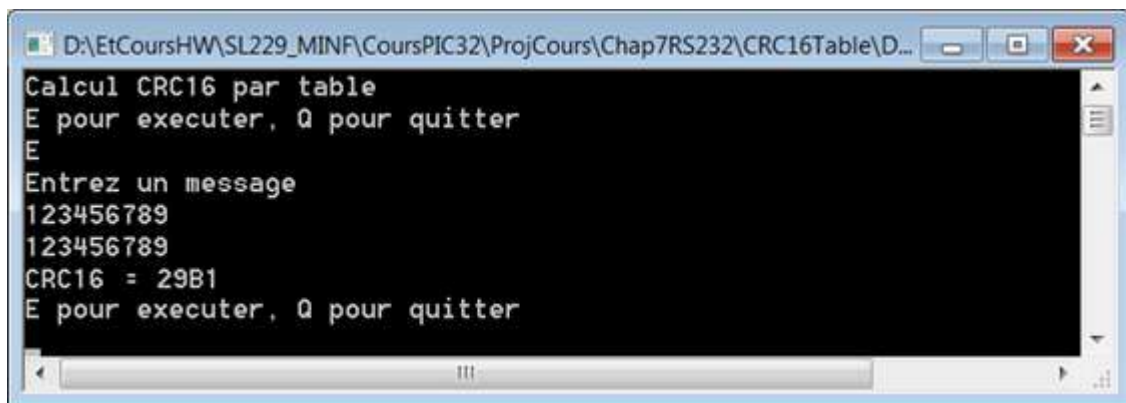 D:\EtCoursHW\SL229_MINF\CoursPIC32\ProjCours\Chap7RS232\CRC16Table\D...
Calcul CRC16 par table
E pour executer, Q pour quitter
E
Entrez un message
123456789
123456789
CRC16 = 29B1
E pour executer, Q pour quitter